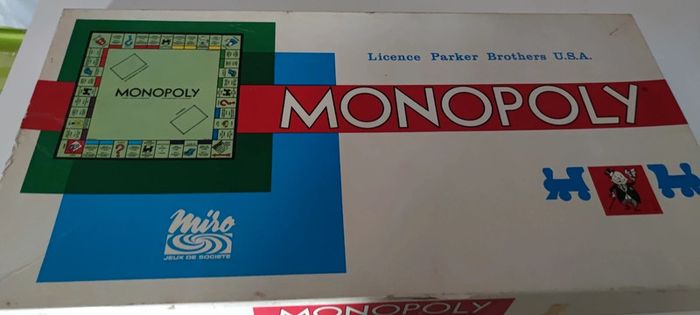 Licence Parker Brothers U.S.A.
MONOPOLY
MONOPOLY
miro
JEUX DE SOCIETE
MONOPOLY